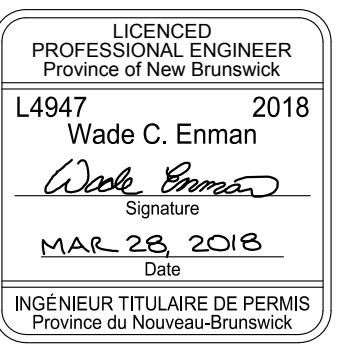 LICENCED
PROFESSIONAL ENGINEER
Province of New Brunswick
L4947 2018
Wade C. Enman
Wade Enman
Signature
MAR 28, 2018
Date
INGÉNIEUR TITULAIRE DE PERMIS
Province du Nouveau-Brunswick